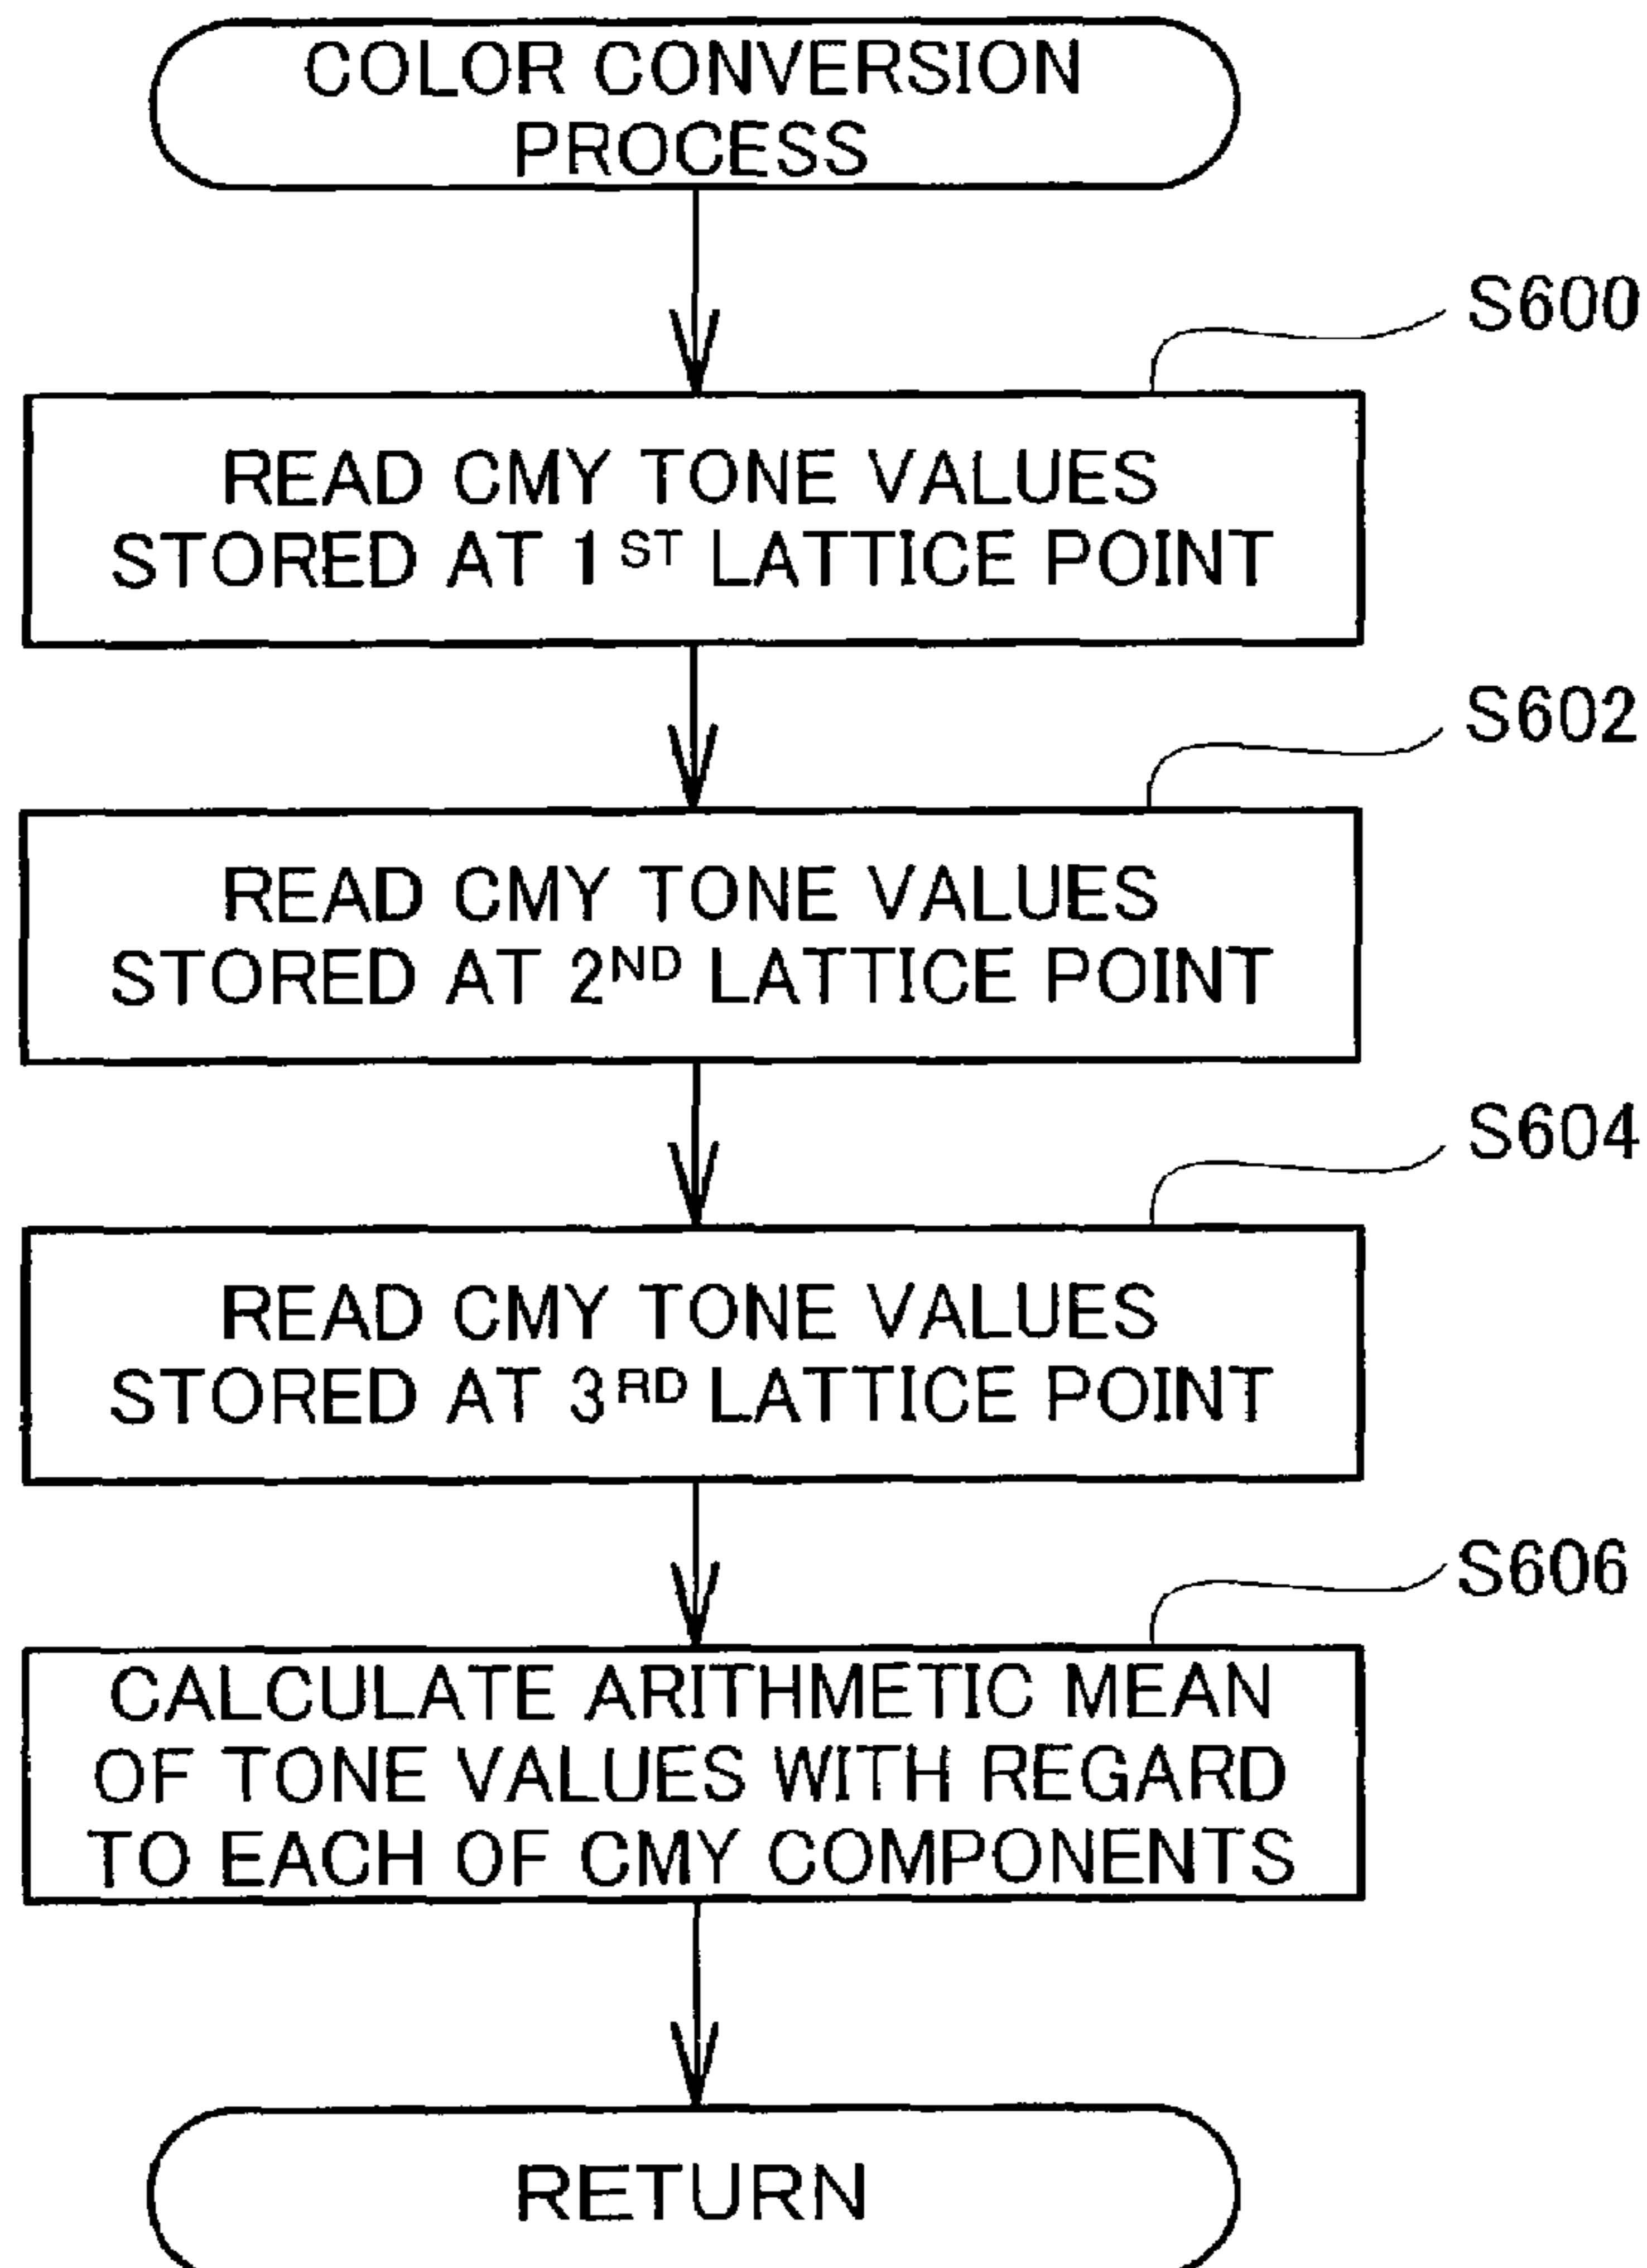 COLOR CONVERSION
PROCESS
S600
READ CMY TONE VALUES
STORED AT 1ST LATTICE POINT
S602
READ CMY TONE VALUES
STORED AT 2ND LATTICE POINT
S604
READ CMY TONE VALUES
STORED AT 3RD LATTICE POINT
S606
CALCULATE ARITHMETIC MEAN
OF TONE VALUES WITH REGARD
TO EACH OF CMY COMPONENTS
RETURN